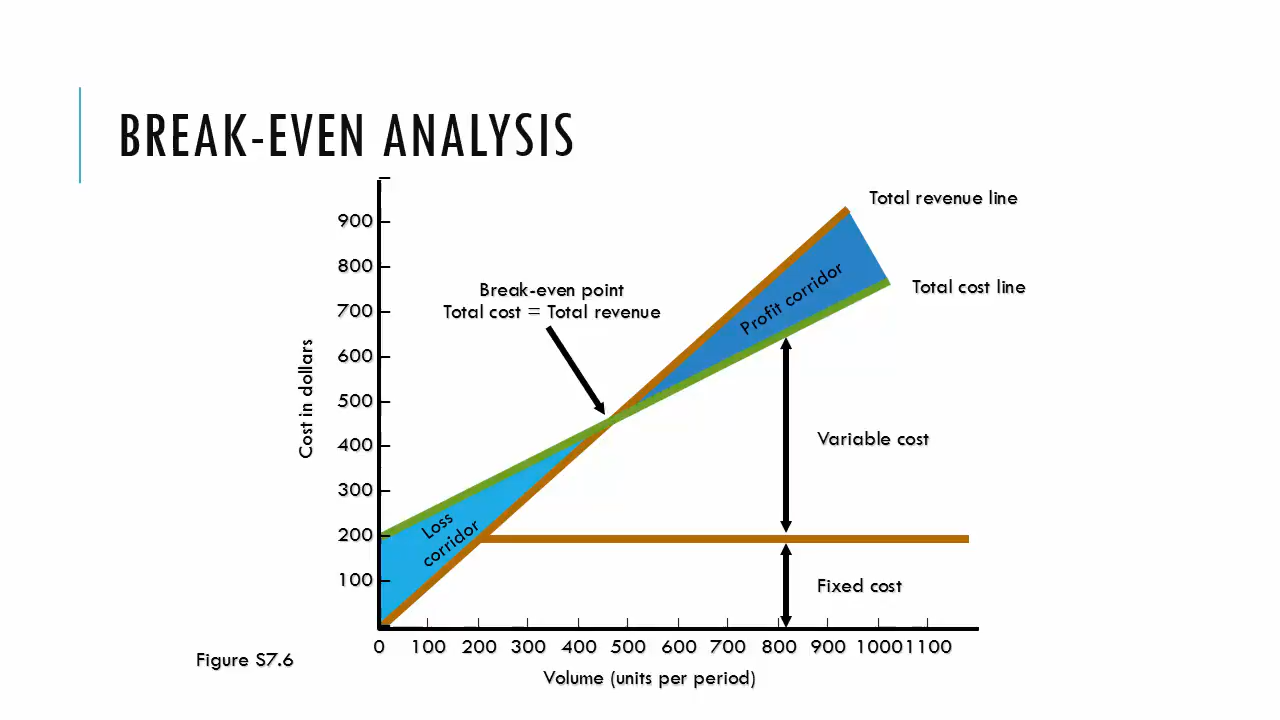 BREAK-EVEN ANALYSIS
Total revenue line
900
800
700
600
500
400
300
200
100
Cost in dollars
Break-even point
Total cost = Total revenue
Profit corridor
Total cost line
Variable cost
Loss
corridor
Fixed cost
0 100 200 300 400 500 600 700 800 900 1000 1100
Volume (units per period)
Figure S7.6